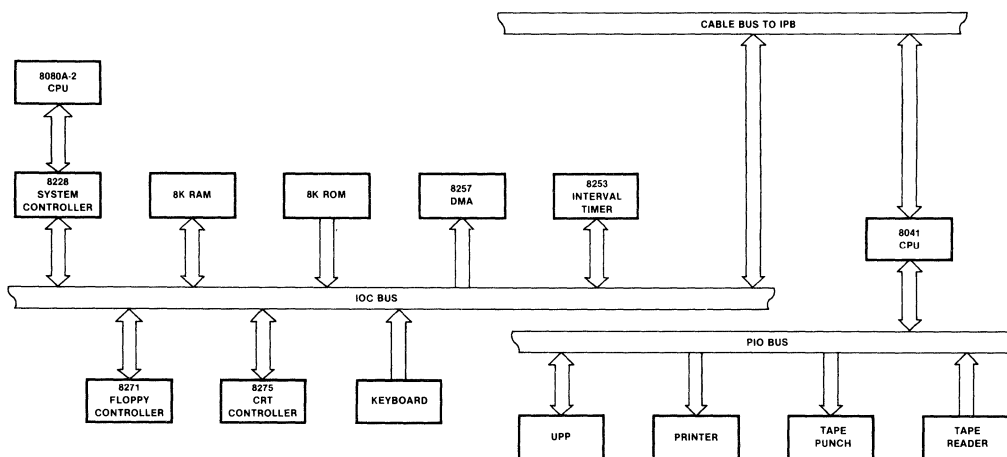 CABLE BUS TO IPB
8080A-2
CPU
8228
SYSTEM
CONTROLLER
8K RAM
8K ROM
8257
DMA
8253
INTERVAL
TIMER
8041
CPU
IOC BUS
PIO BUS
8271
FLOPPY
CONTROLLER
8275
CRT
CONTROLLER
KEYBOARD
UPP
PRINTER
TAPE
PUNCH
TAPE
READER